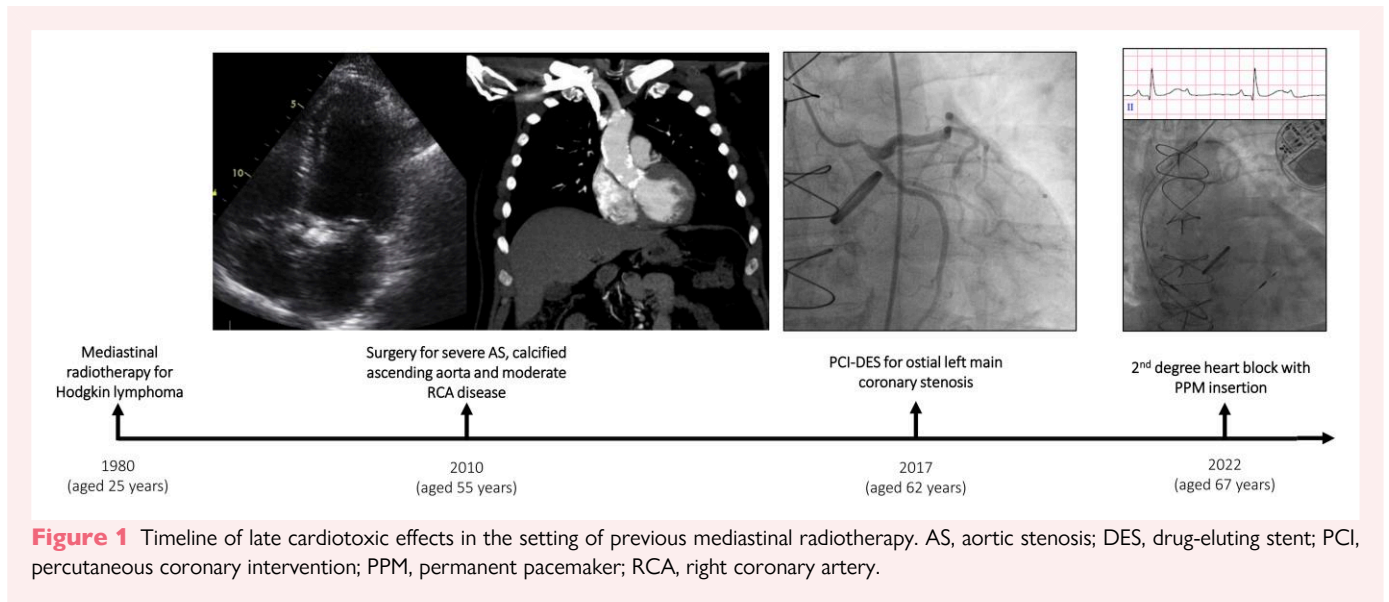 5
10
II
Mediastinal
radiotherapy for
Hodgkin lymphoma
Surgery for severe AS, calcified
ascending aorta and moderate
RCA disease
PCI-DES for ostial left main
coronary stenosis
2nd degree heart block with
PPM insertion
1980
(aged 25 years)
2010
(aged 55 years)
2017
(aged 62 years)
2022
(aged 67 years)
Figure 1 Timeline of late cardiotoxic effects in the setting of previous mediastinal radiotherapy. AS, aortic stenosis; DES, drug-eluting stent; PCI,
percutaneous coronary intervention; PPM, permanent pacemaker; RCA, right coronary artery.